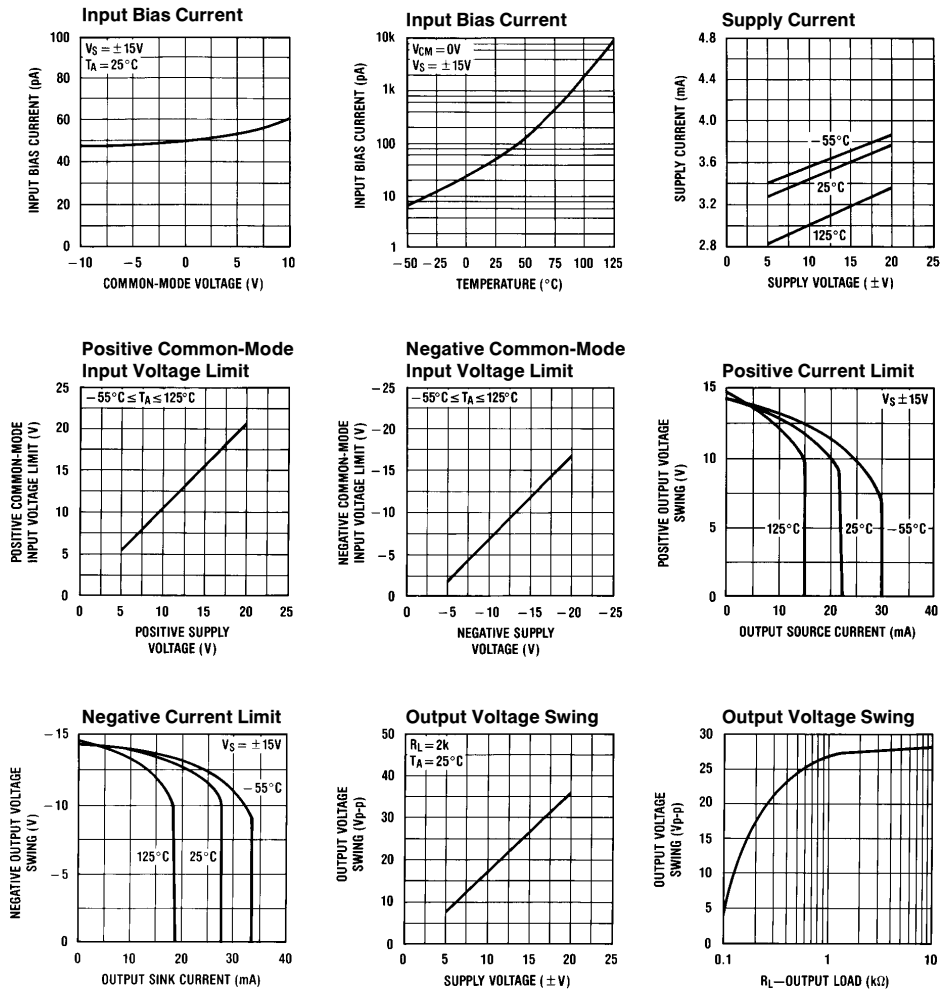 Input Bias Current
100
80
60
40
20
0
INPUT BIAS CURRENT (pA)
VS = ±15V
TA = 25°C
−10
−5
0
5
10
COMMON-MODE VOLTAGE (V)
Input Bias Current
10k
1k
100
10
1
INPUT BIAS CURRENT (pA)
VCM = 0V
VS = ±15V
−50
−25
0
25
50
75
100
125
TEMPERATURE (°C)
Supply Current
4.8
4.4
4.0
3.6
3.2
2.8
SUPPLY CURRENT (mA)
−55°C
25°C
125°C
0
5
10
15
20
25
SUPPLY VOLTAGE (±V)
Positive Common-Mode
Input Voltage Limit
25
20
15
10
5
0
POSITIVE COMMON-MODE
INPUT VOLTAGE LIMIT (V)
−55°C ≤ TA ≤ 125°C
0
5
10
15
20
25
POSITIVE SUPPLY
VOLTAGE (V)
Negative Common-Mode
Input Voltage Limit
−25
−20
−15
−10
−5
0
NEGATIVE COMMON-MODE
INPUT VOLTAGE LIMIT (V)
−55°C ≤ TA ≤ 125°C
0
−5
−10
−15
−20
−25
NEGATIVE SUPPLY
VOLTAGE (V)
Positive Current Limit
15
10
5
0
POSITIVE OUTPUT VOLTAGE
SWING (V)
VS ±15V
125°C
25°C
−55°C
0
10
20
30
40
OUTPUT SOURCE CURRENT (mA)
Negative Current Limit
−15
−10
−5
0
NEGATIVE OUTPUT VOLTAGE
SWING (V)
VS = ±15V
−55°C
125°C
25°C
0
10
20
30
40
OUTPUT SINK CURRENT (mA)
Output Voltage Swing
50
40
30
20
10
0
OUTPUT VOLTAGE
SWING (Vp-p)
RL = 2k
TA = 25°C
0
5
10
15
20
25
SUPPLY VOLTAGE (±V)
Output Voltage Swing
30
28
25
20
15
10
5
0
OUTPUT VOLTAGE
SWING (Vp-p)
0.1
1
10
RL—OUTPUT LOAD (kΩ)